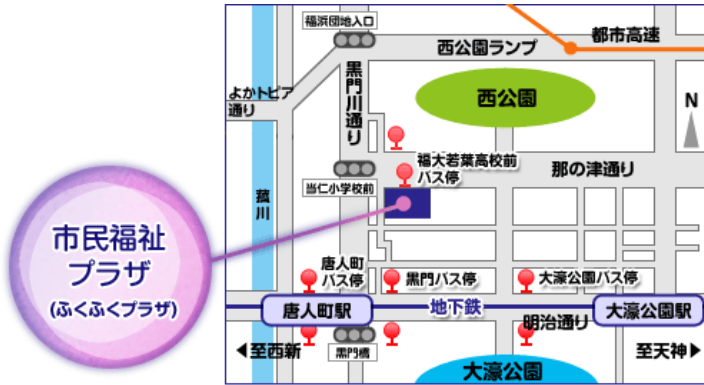 福浜団地入口
都市高速
西公園ランプ
よかトピア
通り
黒門川通り
西公園
N
福大若葉高校前
バス停
那の津通り
当仁小学校前
菰川
市民福祉
プラザ
(ふくふくプラザ)
唐人町
バス停
黒門バス停
大濠公園バス停
唐人町駅
地下鉄
大濠公園駅
明治通り
◀至西新
黒門橋
至天神▶
大濠公園